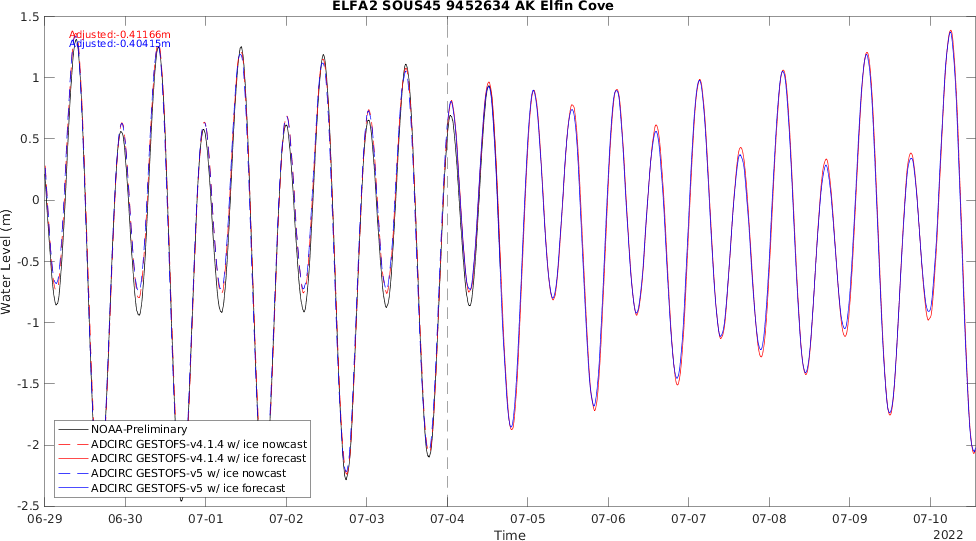 ELFA2 SOUS45 9452634 AK Elfin Cove
Adjusted:-0.41166m
Adjusted:-0.40415m
1.5
1
0.5
0
-0.5
-1
-1.5
-2
-2.5
Water Level (m)
NOAA-Preliminary
ADCIRC GESTOFS-v4.1.4 w/ ice nowcast
ADCIRC GESTOFS-v4.1.4 w/ ice forecast
ADCIRC GESTOFS-v5 w/ ice nowcast
ADCIRC GESTOFS-v5 w/ ice forecast
06-29 06-30 07-01 07-02 07-03 07-04 07-05 07-06 07-07 07-08 07-09 07-10
Time
2022